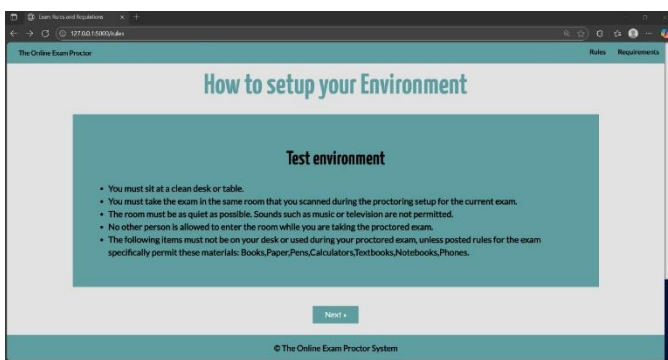 Exam Rules and Regulations
127.0.0.1:5000/rules
The Online Exam Proctor
Rules
Requirements
How to setup your Environment
Test environment
• You must sit at a clean desk or table.
• You must take the exam in the same room that you scanned during the proctoring setup for the current exam.
• The room must be as quiet as possible. Sounds such as music or television are not permitted.
• No other person is allowed to enter the room while you are taking the proctored exam.
• The following items must not be on your desk or used during your proctored exam, unless posted rules for the exam
specifically permit these materials: Books,Paper,Pens,Calculators,Textbooks,Notebooks,Phones.
Next »
© The Online Exam Proctor System